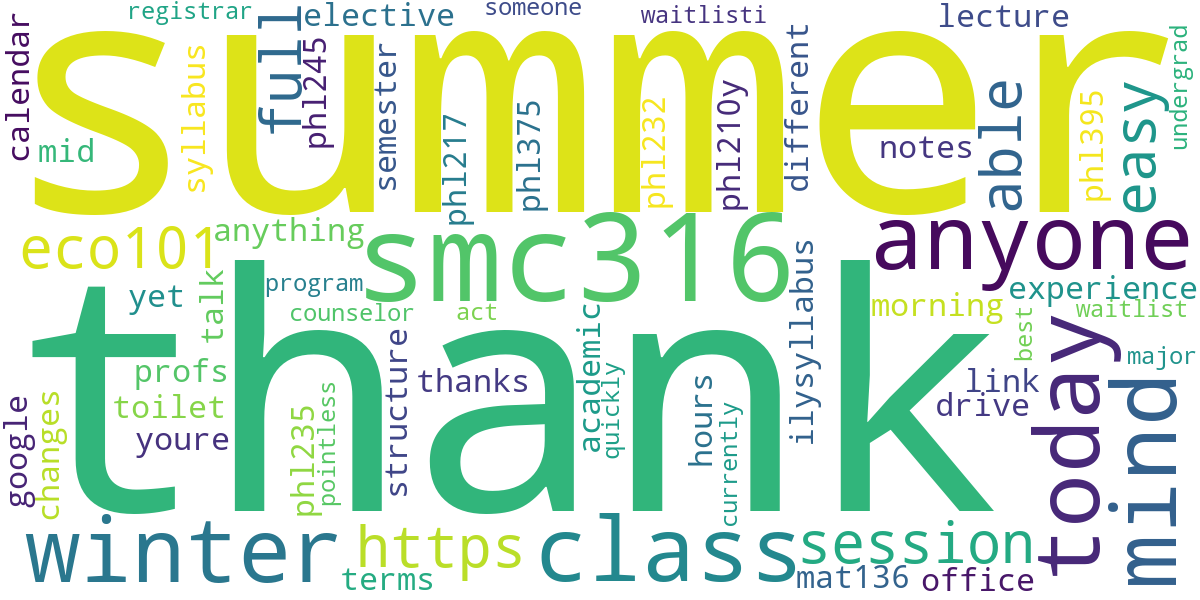 registrar
elective
someone
waitlisti
lecture
calendar
summer
full
phl245
syllabus
semester
phl217
phl375
phl232
phl210y
different
able
phl395
easy
undergrad
mid
notes
eco101
anything
smc316
anyone
yet
talk
program
counselor
act
thank
ilysyllabus
morning
experience
waitlist
best
today
major
profs
structure
thanks
academic
quickly
hours
link
toilet
drive
mind
google
changes
youre
phl235
pointless
currently
winter
https
class
session
terms
mat136
office